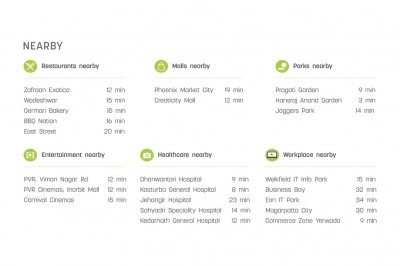 NEARBY
Restaurants nearby
Zafraan Exotica 12 min
Wadeshwar 15 min
German Bakery 15 min
BBQ Nation 16 min
East Street 20 min
Malls nearby
Phoenix Market City 19 min
Creaticity Mall 12 min
Parks nearby
Pragati Garden 9 min
Hansraj Anand Garden 3 min
Joggers Park 14 min
Entertainment nearby
PVR, Viman Nagar Rd 12 min
PVR Cinemas, Inorbit Mall 12 min
Carnival Cinemas 15 min
Healthcare nearby
Dhanwantari Hospital 9 min
Kasturba General Hospital 8 min
Jehangir Hospital 23 min
Sahyadri Speciality Hospital 14 min
Kedarnath General Hospital 12 min
Workplace nearby
Weikfield IT Info Park 15 min
Business Bay 32 min
Eon IT Park 34 min
Magarpatta City 30 min
Commerce Zone Yerwada 9 min